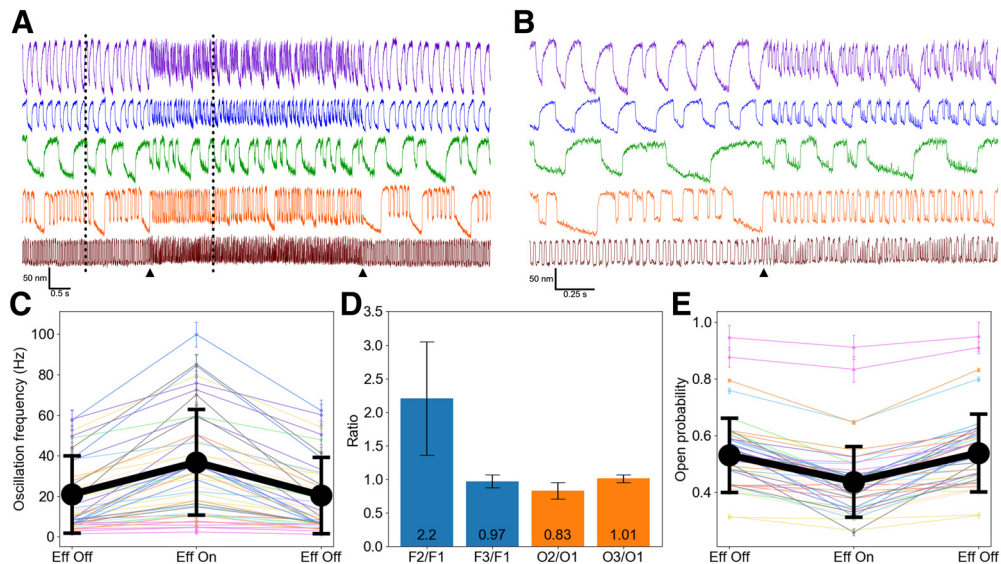 A
B
50 nm
0.5 s
50 nm
0.25 s
C
Oscillation frequency (Hz)
100
80
60
40
20
0
Eff Off
Eff On
Eff Off
D
Ratio
3.5
3.0
2.5
2.0
1.5
1.0
0.5
0.0
2.2
0.97
0.83
1.01
F2/F1
F3/F1
O2/O1
O3/O1
E
Open probability
1.0
0.8
0.6
0.4
Eff Off
Eff On
Eff Off